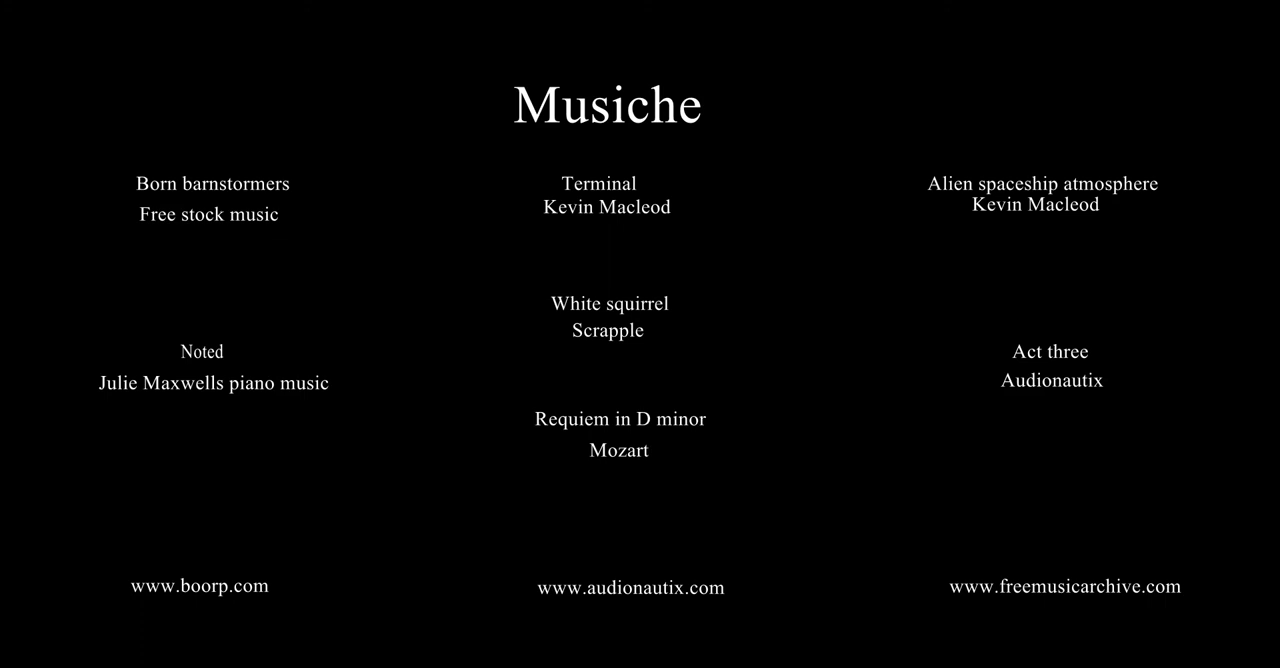 Musiche
Born barnstormers
Free stock music
Terminal
Kevin Macleod
Alien spaceship atmosphere
Kevin Macleod
White squirrel
Scrapple
Noted
Julie Maxwells piano music
Act three
Audionautix
Requiem in D minor
Mozart
www.boorp.com
www.audionautix.com
www.freemusicarchive.com